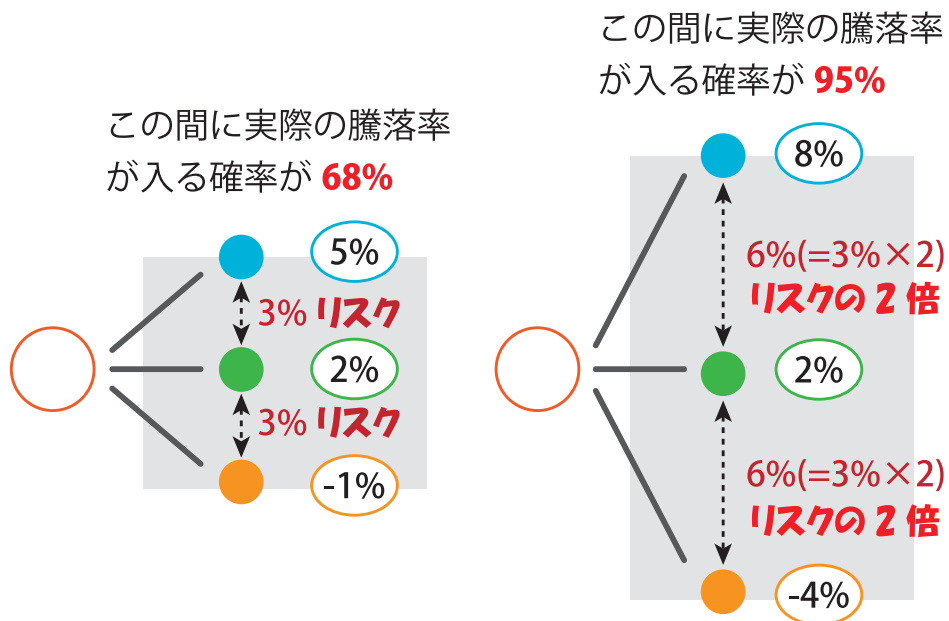 この間に実際の騰落率
が入る確率が 68%
5%
3% リスク
2%
3% リスク
-1%
この間に実際の騰落率
が入る確率が 95%
8%
6%(=3%×2)
リスクの2倍
2%
6%(=3%×2)
リスクの2倍
-4%